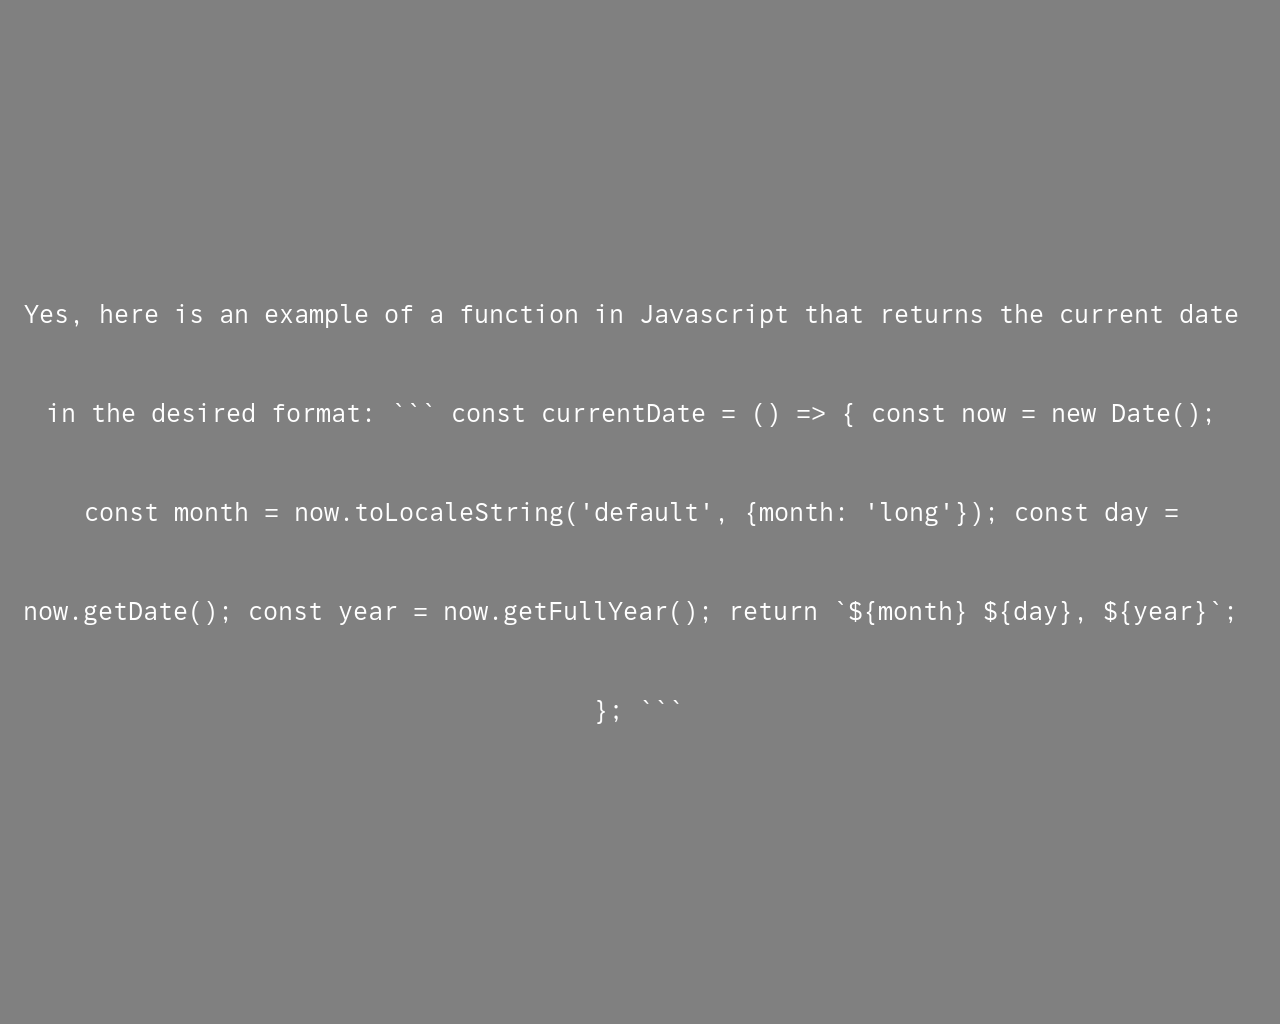 Yes, here is an example of a function in Javascript that returns the current date
in the desired format: ``` const currentDate = () => { const now = new Date();
const month = now.toLocaleString('default', {month: 'long'}); const day =
now.getDate(); const year = now.getFullYear(); return `${month} ${day}, ${year}`;
}; ```